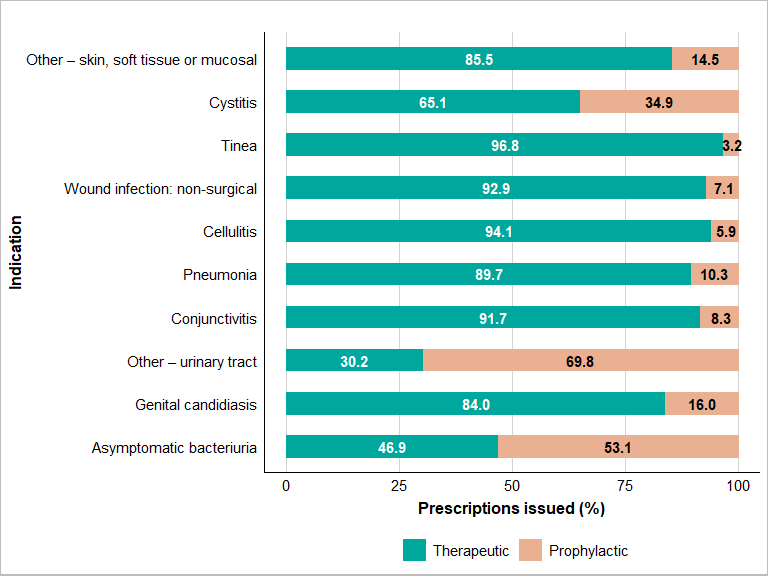 Other – skin, soft tissue or mucosal 85.5 14.5
Cystitis 65.1 34.9
Tinea 96.8 3.2
Wound infection: non-surgical 92.9 7.1
Cellulitis 94.1 5.9
Pneumonia 89.7 10.3
Conjunctivitis 91.7 8.3
Other – urinary tract 30.2 69.8
Genital candidiasis 84.0 16.0
Asymptomatic bacteriuria 46.9 53.1
Indication
0 25 50 75 100
Prescriptions issued (%)
Therapeutic Prophylactic